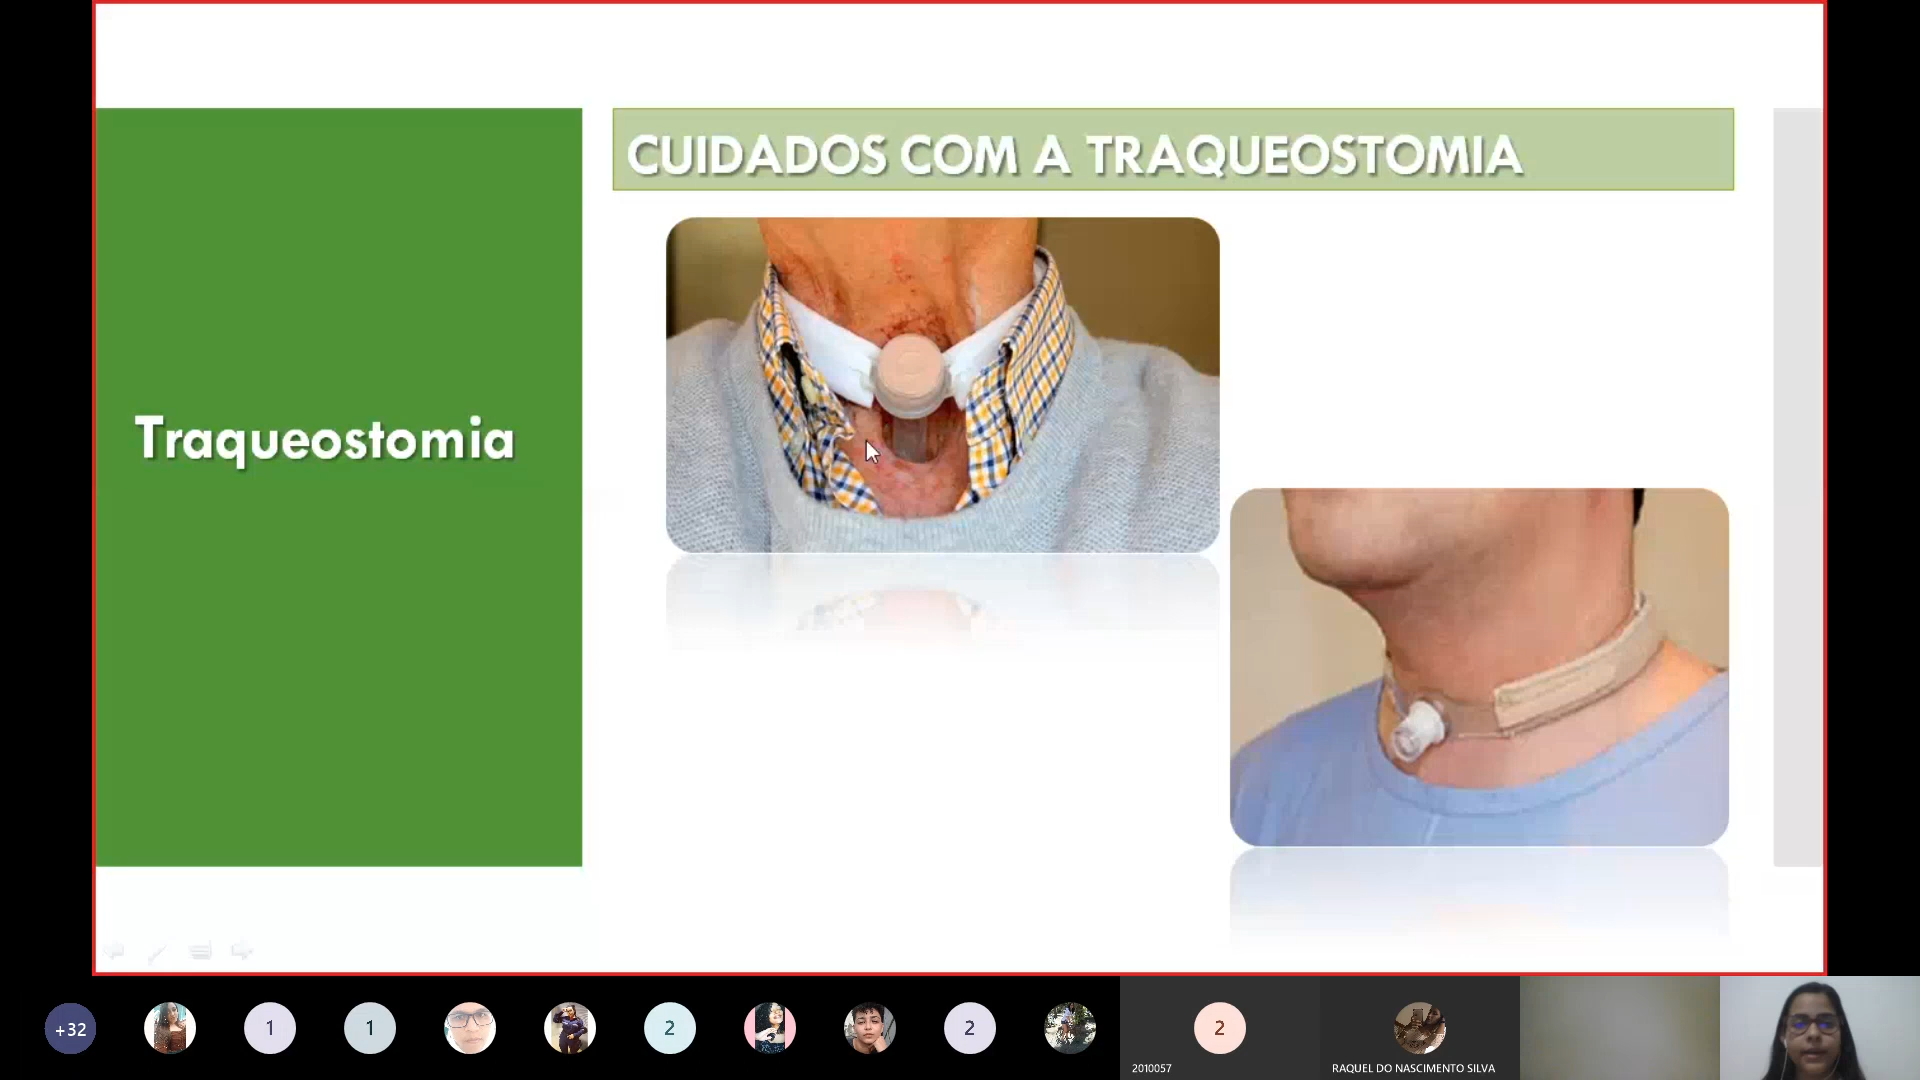 CUIDADOS COM A TRAQUEOSTOMIA
Traqueostomia
+32
1
1
2
2
2
2010057
RAQUEL DO NASCIMENTO SILVA